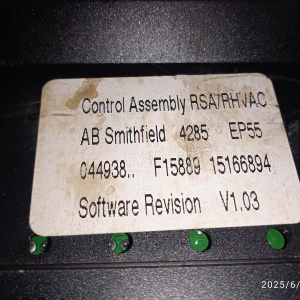 Control Assembly RSA/RHVAC
AB Smithfield 4285 EP55
044938.. F15889 15166894
Software Revision V1.03
2025/6/